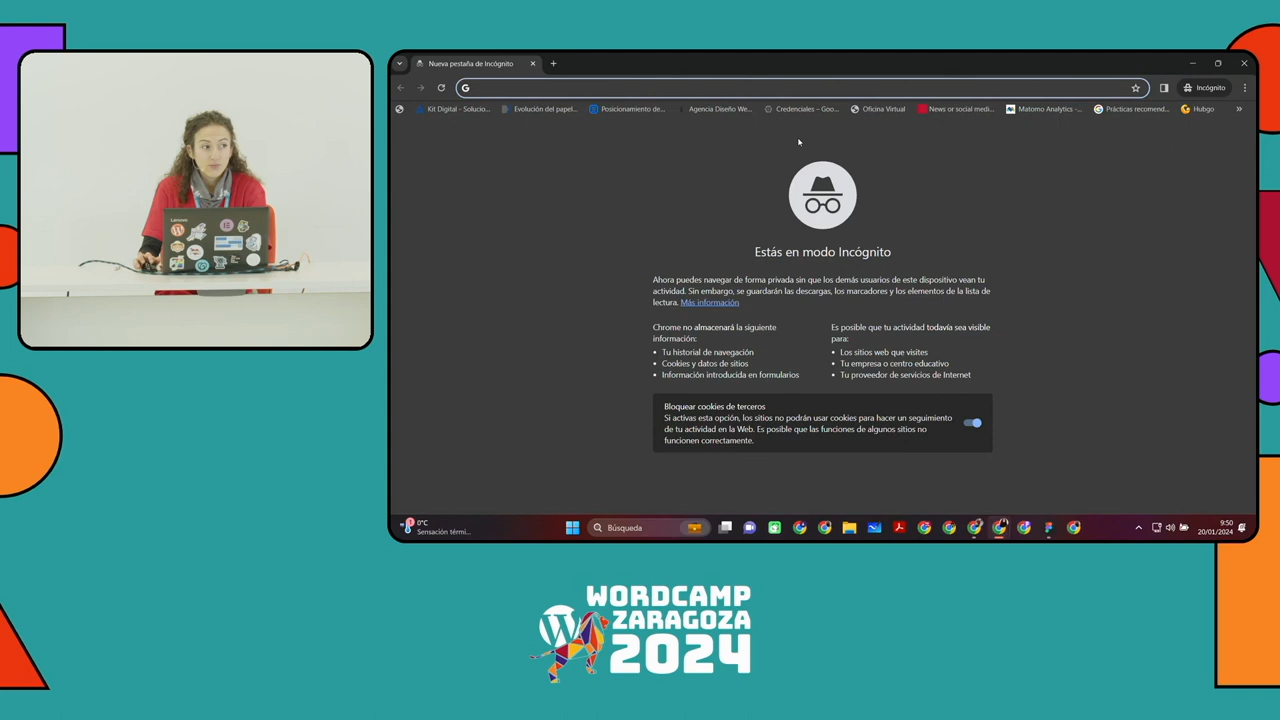 Nueva pestaña de Incógnito
Incógnito
Kit Digital - Solucio...
Evolución del papel...
Posicionamiento de...
Agencia Diseño We...
Credenciales – Goo...
Oficina Virtual
News or social medi...
Matomo Analytics -...
Prácticas recomend...
Hubgo
Estás en modo Incógnito
Ahora puedes navegar de forma privada sin que los demás usuarios de este dispositivo vean tu
actividad. Sin embargo, se guardarán las descargas, los marcadores y los elementos de la lista de
lectura. Más información
Chrome no almacenará la siguiente
información:
• Tu historial de navegación
• Cookies y datos de sitios
• Información introducida en formularios
Es posible que tu actividad todavía sea visible
para:
• Los sitios web que visites
• Tu empresa o centro educativo
• Tu proveedor de servicios de Internet
Bloquear cookies de terceros
Si activas esta opción, los sitios no podrán usar cookies para hacer un seguimiento
de tu actividad en la Web. Es posible que las funciones de algunos sitios no
funcionen correctamente.
0°C
Sensación térmi...
Búsqueda
9:50
20/01/2024
Lenovo
WORDCAMP
ZARAGOZA
2024